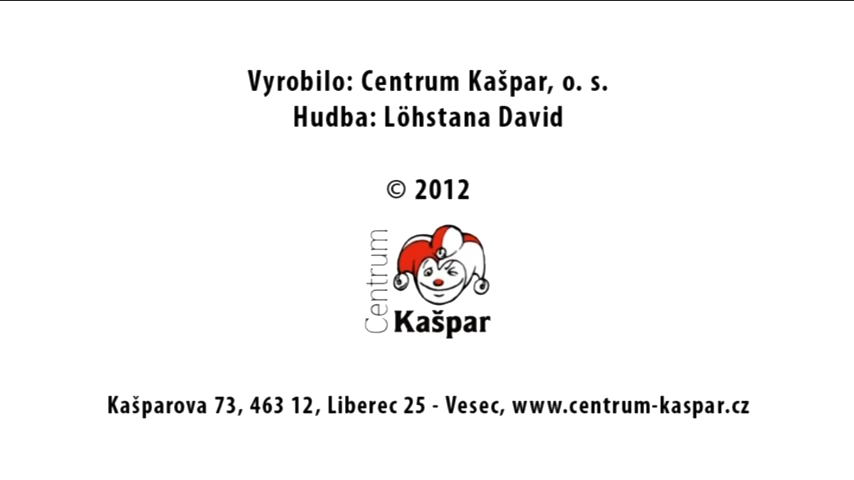 Vyrobilo: Centrum Kašpar, o. s.
Hudba: Löhstana David
© 2012
Centrum
Kašpar
Kašparova 73, 463 12, Liberec 25 - Vesec, www.centrum-kaspar.cz